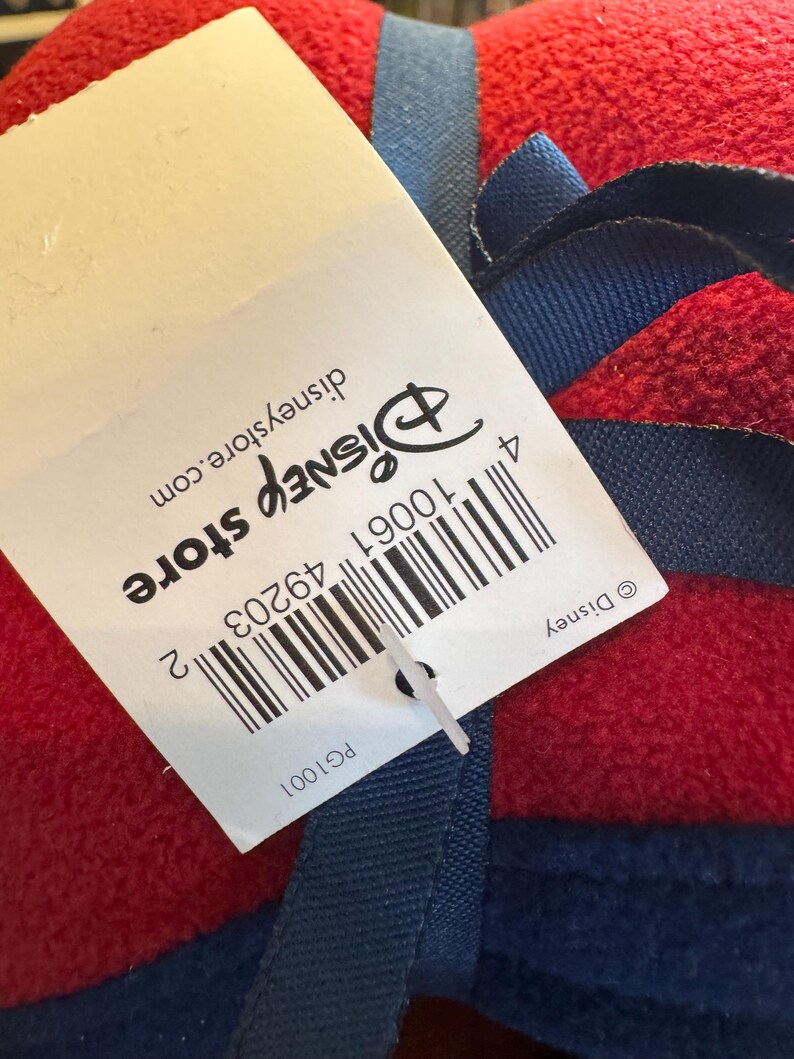 © Disney
4 10061 49203 2
Disney store
disneystore.com
PG1001